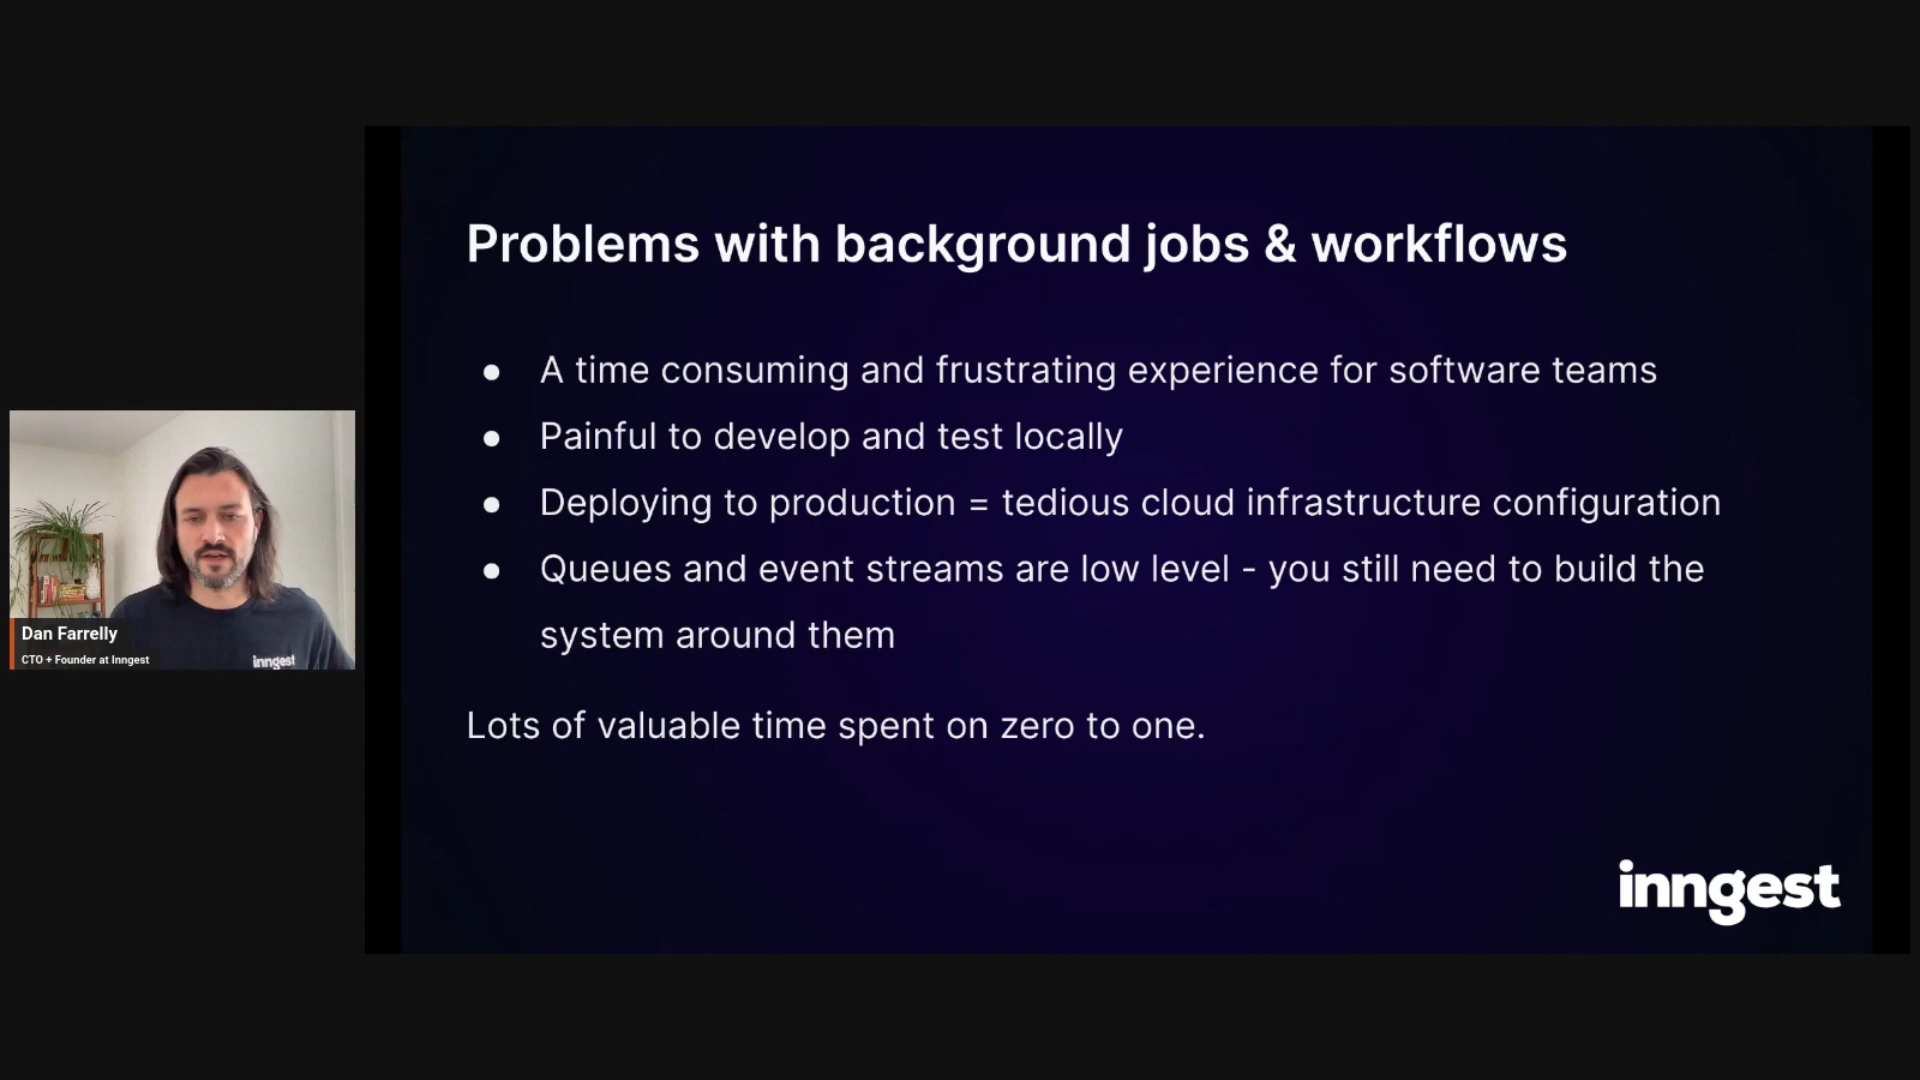 Problems with background jobs & workflows
● A time consuming and frustrating experience for software teams
● Painful to develop and test locally
● Deploying to production = tedious cloud infrastructure configuration
● Queues and event streams are low level - you still need to build the
system around them
Lots of valuable time spent on zero to one.
inngest
Dan Farrelly
CTO + Founder at Inngest
inngest